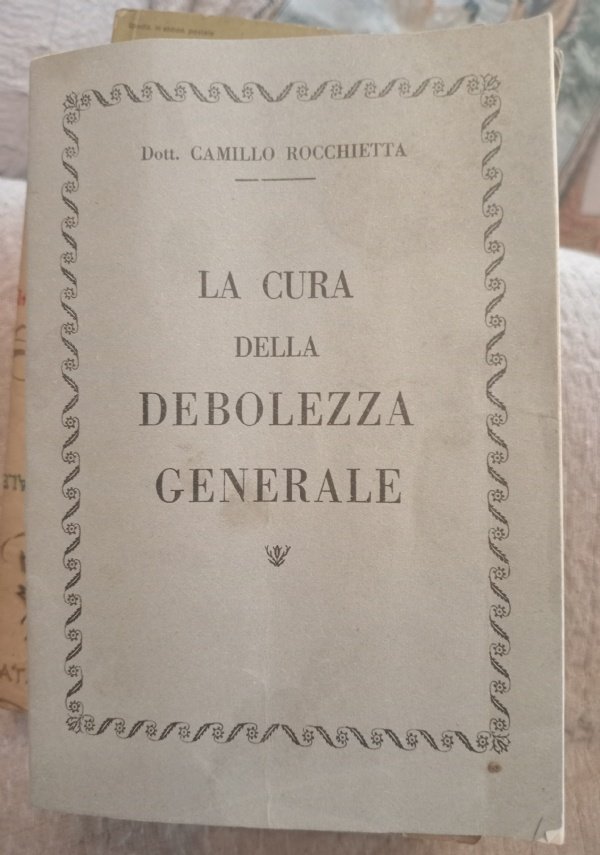 Dott. CAMILLO ROCCHIETTA
LA CURA
DELLA
DEBOLEZZA
GENERALE